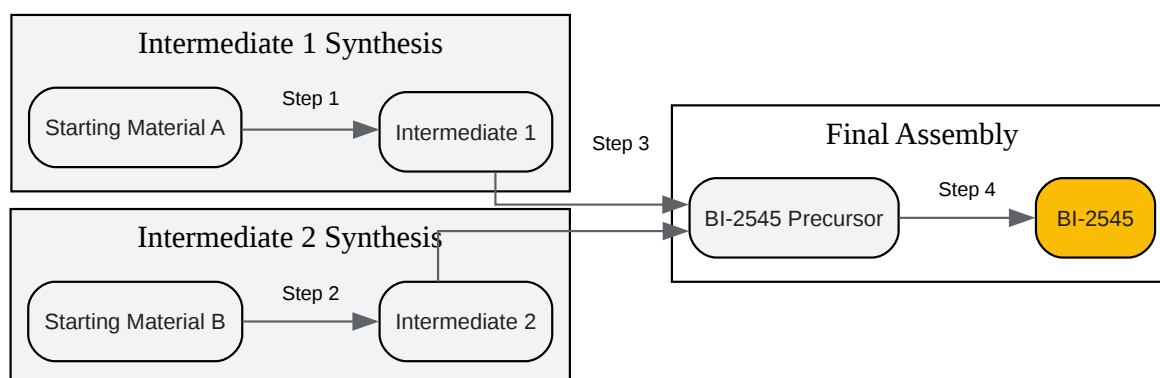 Intermediate 1 Synthesis
Starting Material A
Step 1
Intermediate 1
Step 3
Final Assembly
BI-2545 Precursor
Step 4
BI-2545
Intermediate 2 Synthesis
Starting Material B
Step 2
Intermediate 2